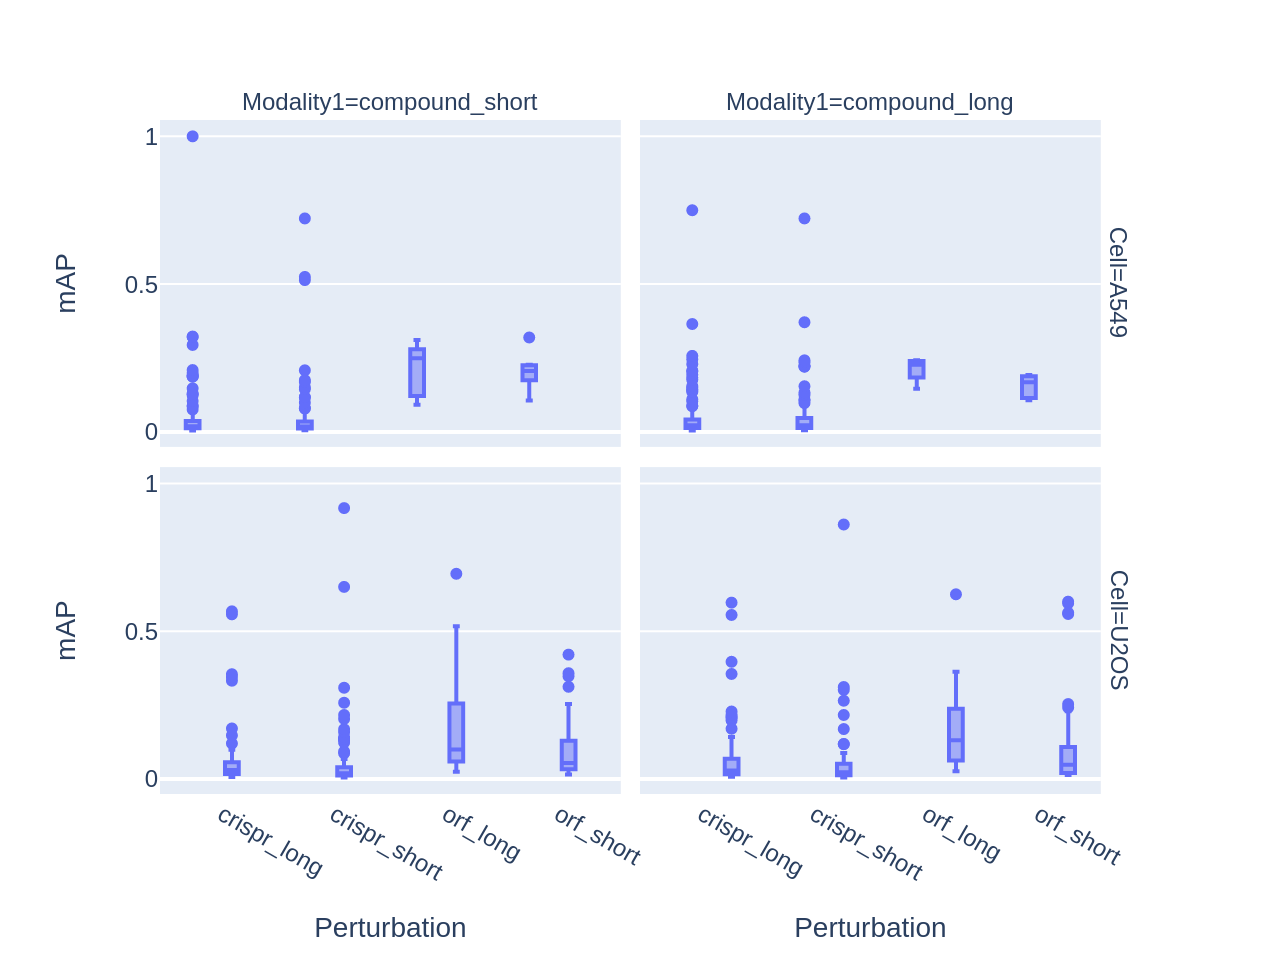 Modality1=compound_short
Modality1=compound_long
1
0.5
0
mAP
Cell=A549
1
0.5
0
mAP
Cell=U2OS
crispr_long
crispr_short
orf_long
orf_short
crispr_long
crispr_short
orf_long
orf_short
Perturbation
Perturbation